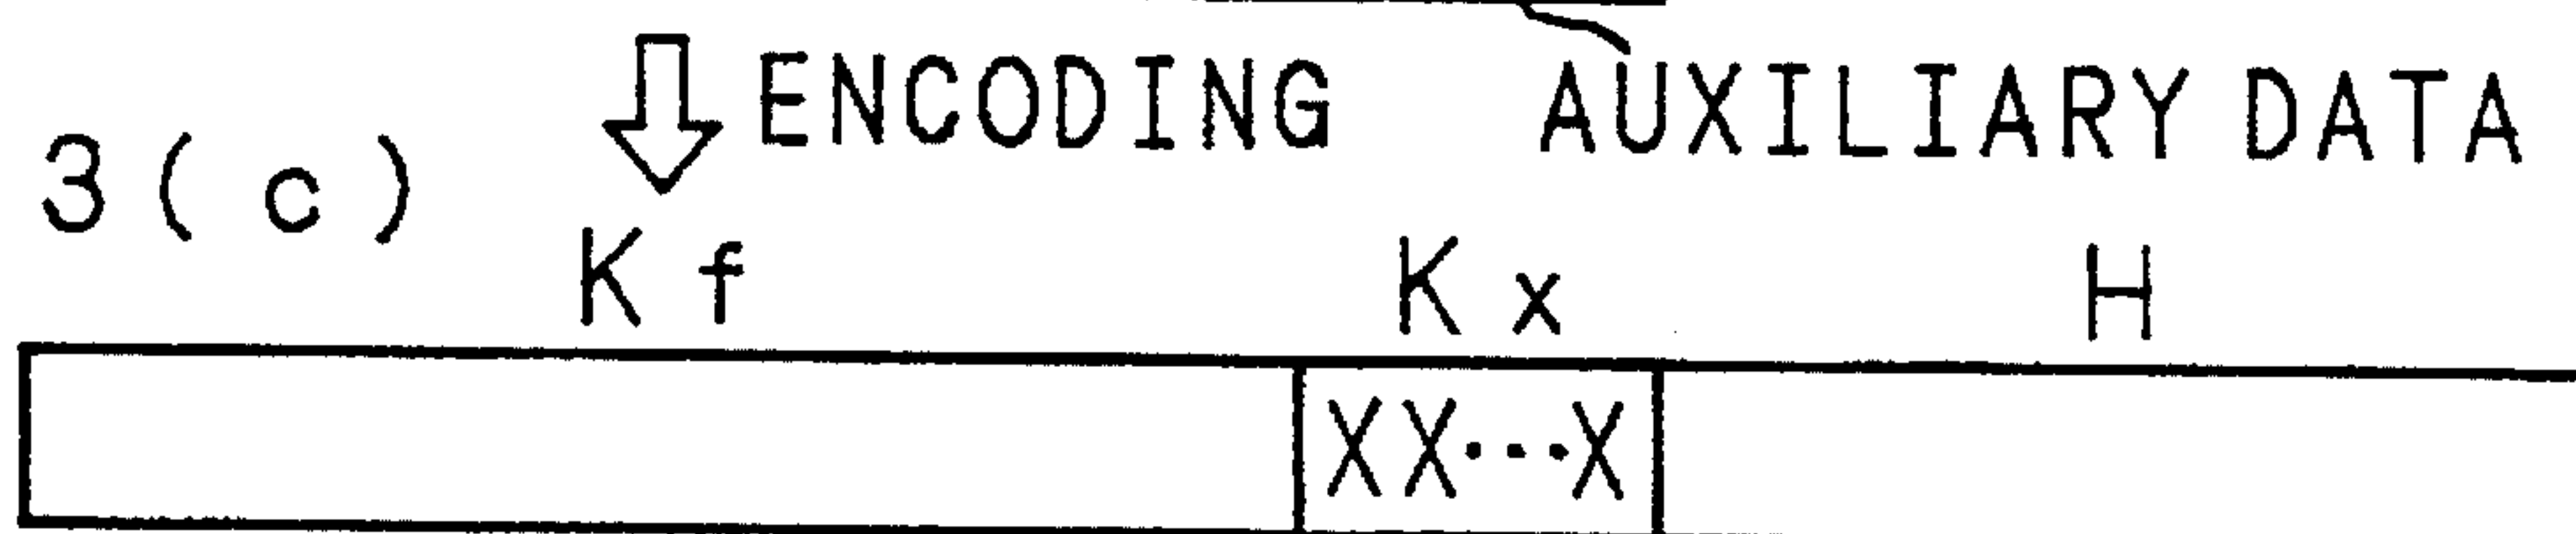 ENCODING AUXILIARY DATA
3(c)
Kf Kx H
XX···X